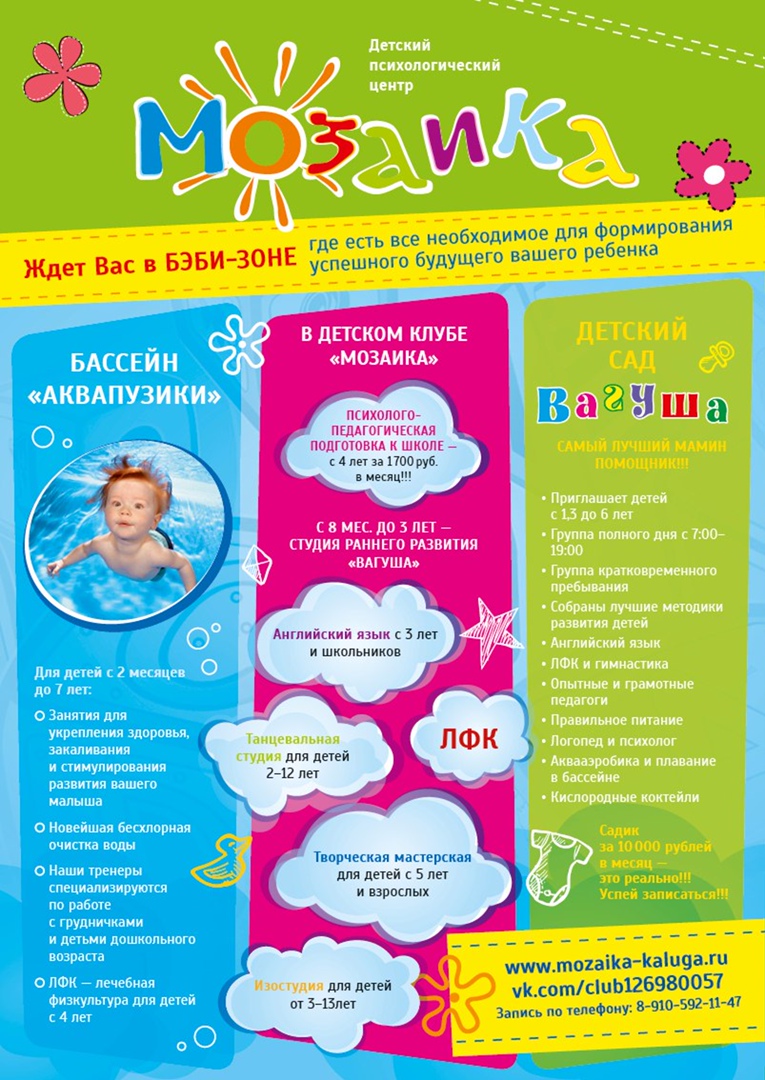 Детский
психологический
центр
Мозаика
Ждет Вас в БЭБИ-ЗОНЕ
где есть все необходимое для формирования
успешного будущего вашего ребенка
БАССЕЙН
«АКВАПУЗИКИ»
Для детей с 2 месяцев
до 7 лет:
Занятия для
укрепления здоровья,
закаливания
и стимулирования
развития вашего
малыша
Новейшая бесхлорная
очистка воды
Наши тренеры
специализируются
по работе
с грудничками
и детьми дошкольного
возраста
ЛФК — лечебная
физкультура для детей
с 4 лет
В ДЕТСКОМ КЛУБЕ
«МОЗАИКА»
ПСИХОЛОГО-
ПЕДАГОГИЧЕСКАЯ
ПОДГОТОВКА К ШКОЛЕ —
с 4 лет за 1700 руб.
в месяц!!!
С 8 МЕС. ДО 3 ЛЕТ —
СТУДИЯ РАННЕГО РАЗВИТИЯ
«ВАГУША»
Английский язык с 3 лет
и школьников
Танцевальная
студия для детей
2–12 лет
ЛФК
Творческая мастерская
для детей с 5 лет
и взрослых
Изостудия для детей
от 3–13лет
ДЕТСКИЙ
САД
Вагуша
САМЫЙ ЛУЧШИЙ МАМИН
ПОМОЩНИК!!!
• Приглашает детей
с 1,3 до 6 лет
• Группа полного дня с 7:00–
19:00
• Группа кратковременного
пребывания
• Собраны лучшие методики
развития детей
• Английский язык
• ЛФК и гимнастика
• Опытные и грамотные
педагоги
• Правильное питание
• Логопед и психолог
• Аквааэробика и плавание
в бассейне
• Кислородные коктейли
Садик
за 10 000 рублей
в месяц —
это реально!!!
Успей записаться!!!
www.mozaika-kaluga.ru
vk.com/club126980057
Запись по телефону: 8-910-592-11-47